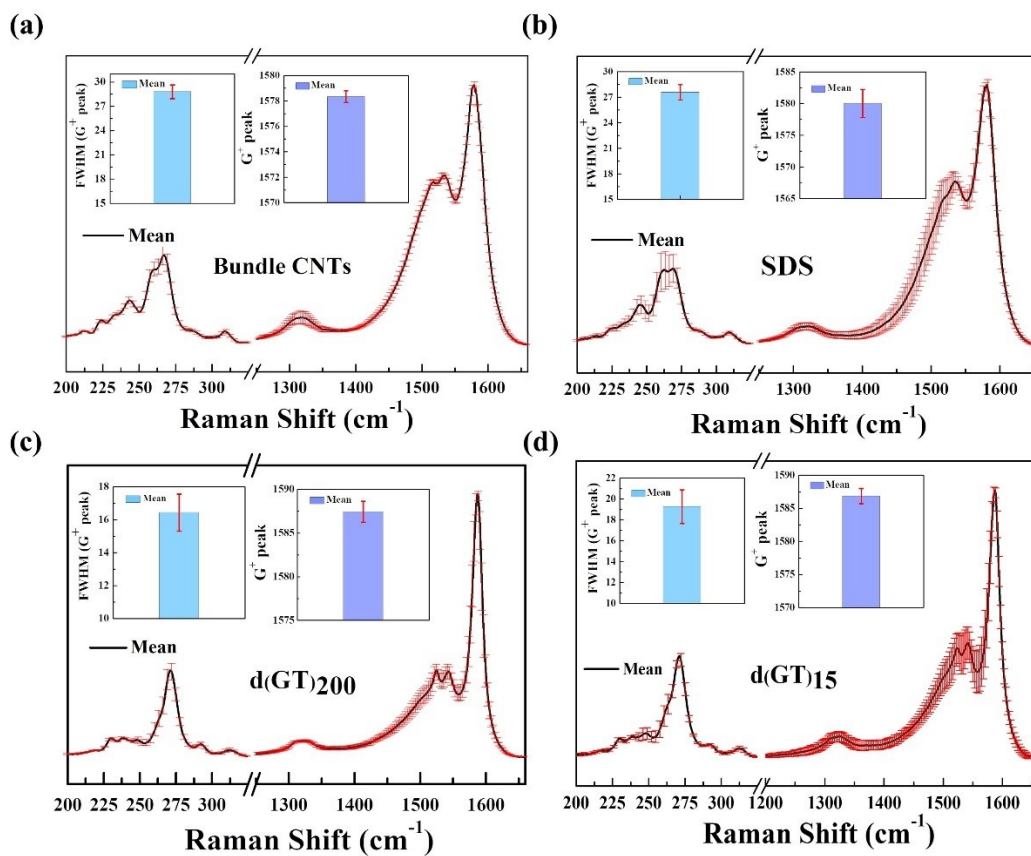 (a)
FWHM (G+ peak)
30
27
24
21
18
15
Mean
G+ peak
1580
1579
1577
1576
1575
1573
1572
1571
1570
Mean
Mean
Bundle CNTs
200 225 250 275 300 1300 1400 1500 1600
Raman Shift (cm-1)
(b)
FWHM (G+ peak)
30
27
24
21
18
15
Mean
G+ peak
1585
1580
1575
1570
1565
Mean
Mean
SDS
200 225 250 275 300 1300 1400 1500 1600
Raman Shift (cm-1)
(c)
FWHM (G+ peak)
18
16
14
12
10
Mean
G+ peak
1590
1585
1580
1575
Mean
Mean
d(GT)200
200 225 250 275 300 1300 1400 1500 1600
Raman Shift (cm-1)
(d)
FWHM (G+ peak)
22
20
18
16
14
12
10
Mean
G+ peak
1590
1585
1580
1575
1570
Mean
Mean
d(GT)15
200 225 250 275 300 1200 1300 1400 1500 1600
Raman Shift (cm-1)